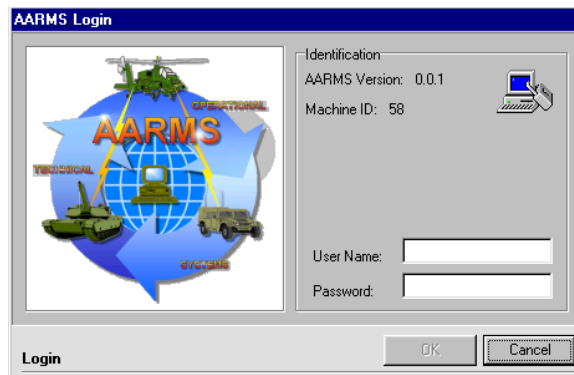 AARMS Login
OPERATIONAL
AARMS
TECHNICAL
SYSTEMS
Identification
AARMS Version: 0.0.1
Machine ID: 58
User Name:
Password:
Login
OK
Cancel